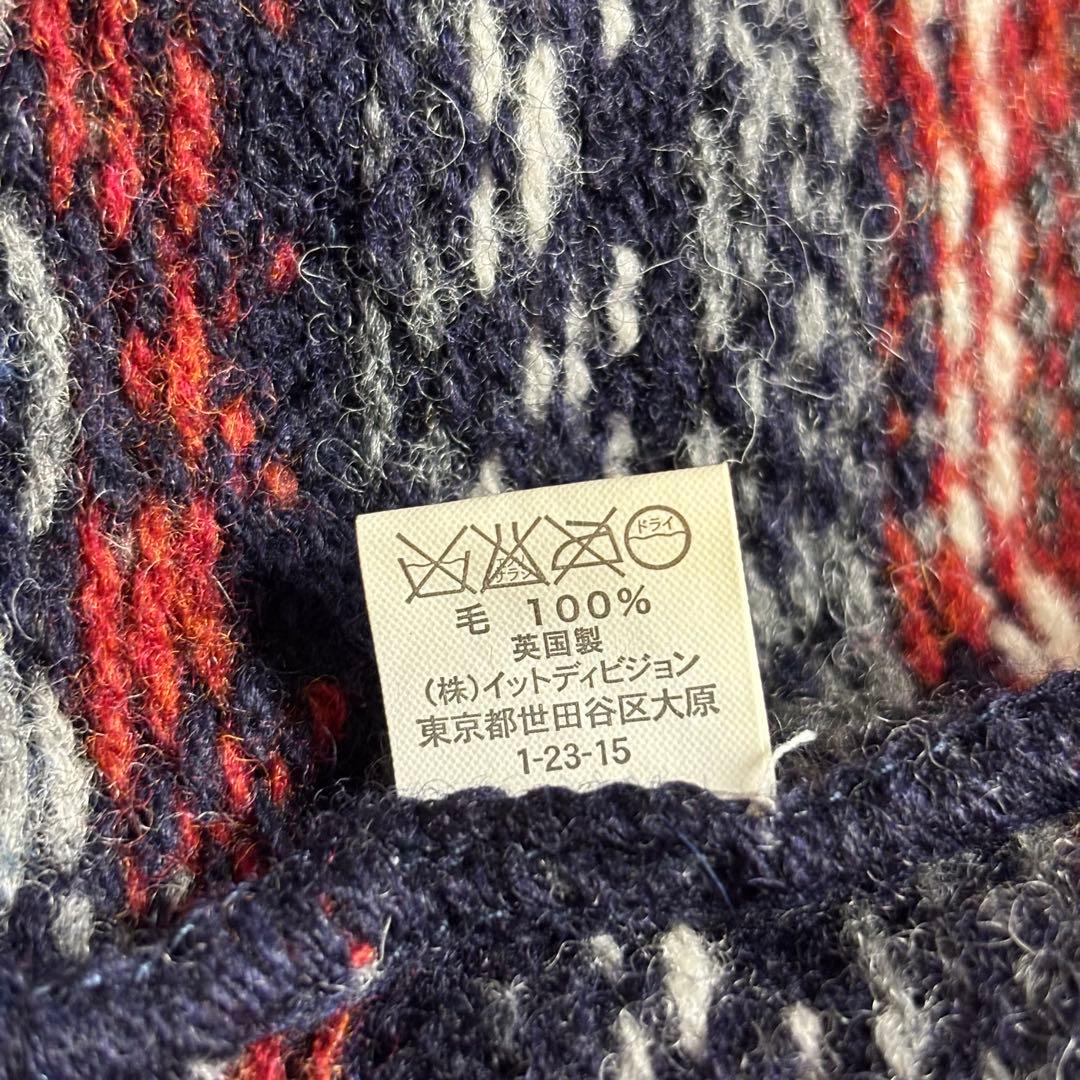 ドライ
毛 100%
英国製
(株)イットディビジョン
東京都世田谷区大原
1-23-15